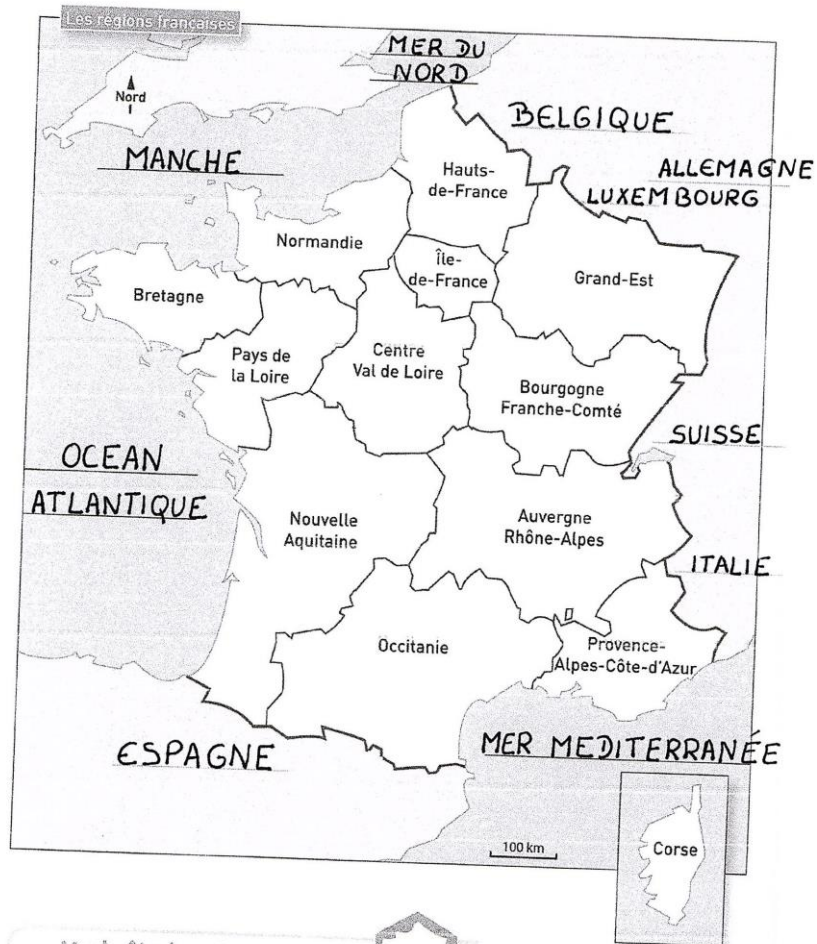 Les régions françaises
MER DU
NORD
Nord
BELGIQUE
MANCHE
ALLEMAGNE
LUXEMBOURG
Hauts-
de-France
Normandie
Île-
de-France
Grand-Est
Bretagne
Pays de
la Loire
Centre
Val de Loire
Bourgogne
Franche-Comté
SUISSE
OCEAN
ATLANTIQUE
Nouvelle
Aquitaine
Auvergne
Rhône-Alpes
ITALIE
Occitanie
Provence-
Alpes-Côte-d'Azur
ESPAGNE
MER MEDITERRANÉE
100 km
Corse